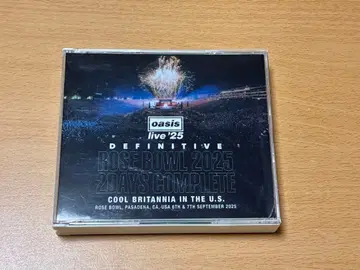 oasis
live '25
DEFINITIVE
ROSE BOWL 2025
2DAYS COMPLETE
COOL BRITANNIA IN THE U.S.
ROSE BOWL, PASADENA, CA, USA 6TH & 7TH SEPTEMBER 2025